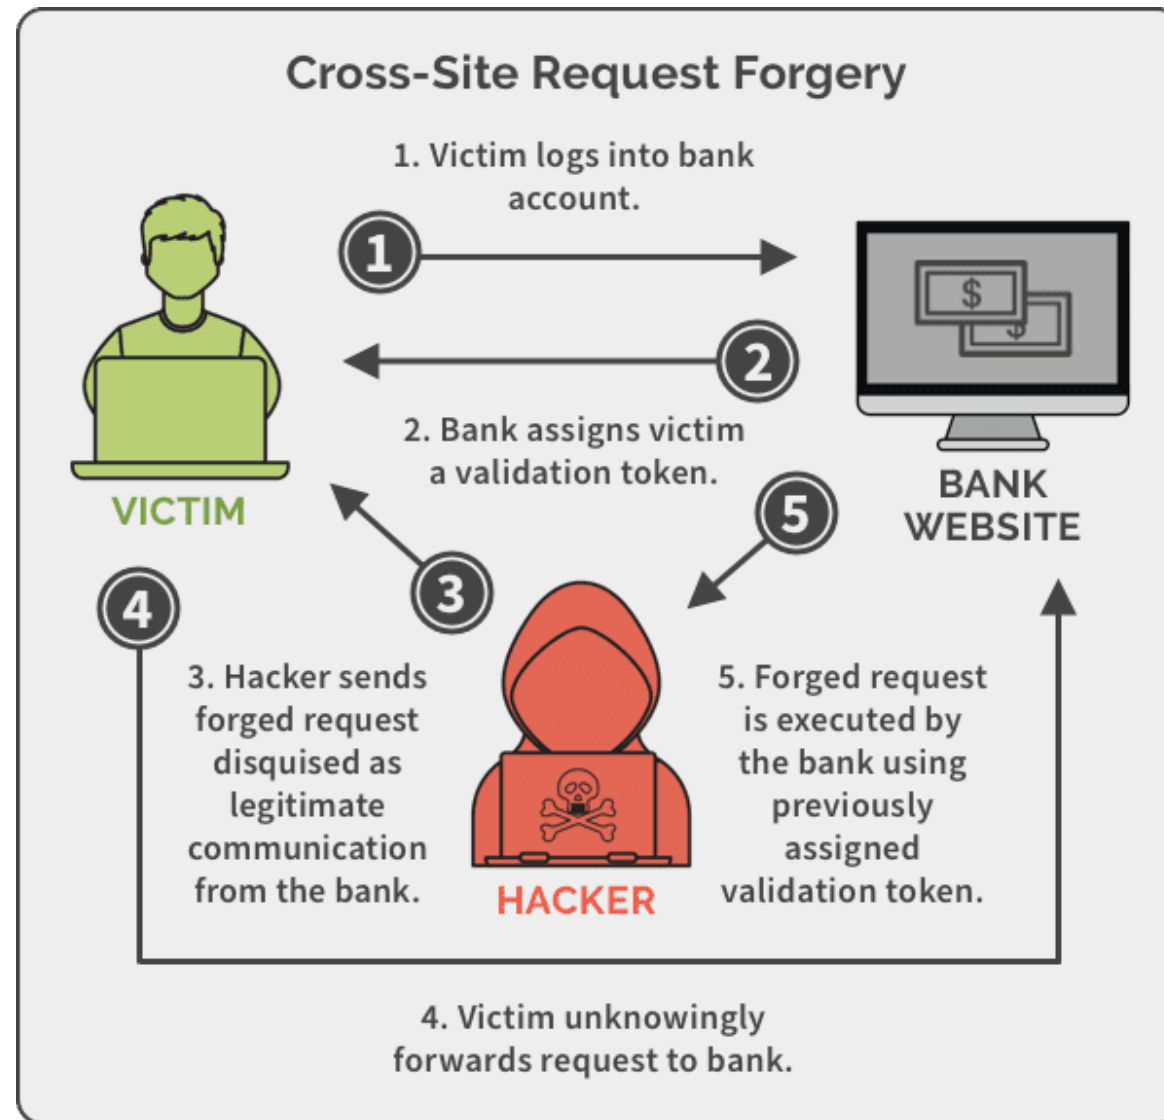 Cross-Site Request Forgery
1. Victim logs into bank
account.
1
2
2. Bank assigns victim
a validation token.
VICTIM
BANK
WEBSITE
5
3
4
3. Hacker sends
forged request
disquised as
legitimate
communication
from the bank.
HACKER
5. Forged request
is executed by
the bank using
previously
assigned
validation token.
4. Victim unknowingly
forwards request to bank.
$
$